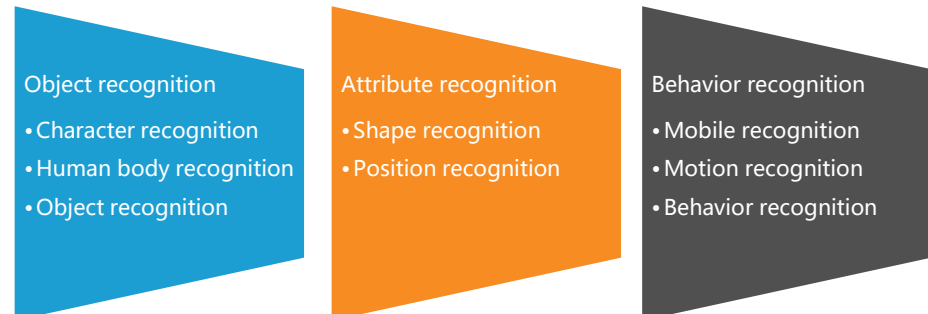 Object recognition
•Character recognition
•Human body recognition
•Object recognition
Attribute recognition
•Shape recognition
•Position recognition
Behavior recognition
•Mobile recognition
•Motion recognition
•Behavior recognition